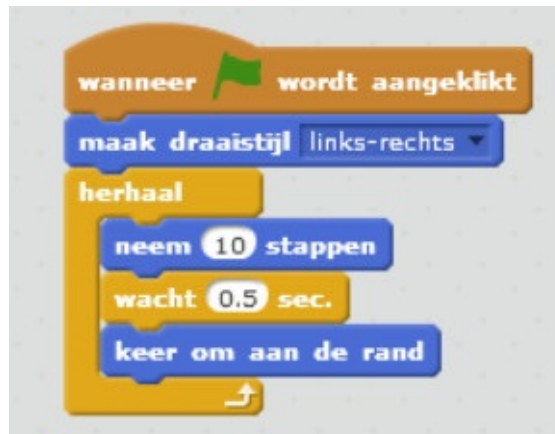 wanneer wordt aangeklikt
maak draaistijl links-rechts
herhaal
neem 10 stappen
wacht 0.5 sec.
keer om aan de rand